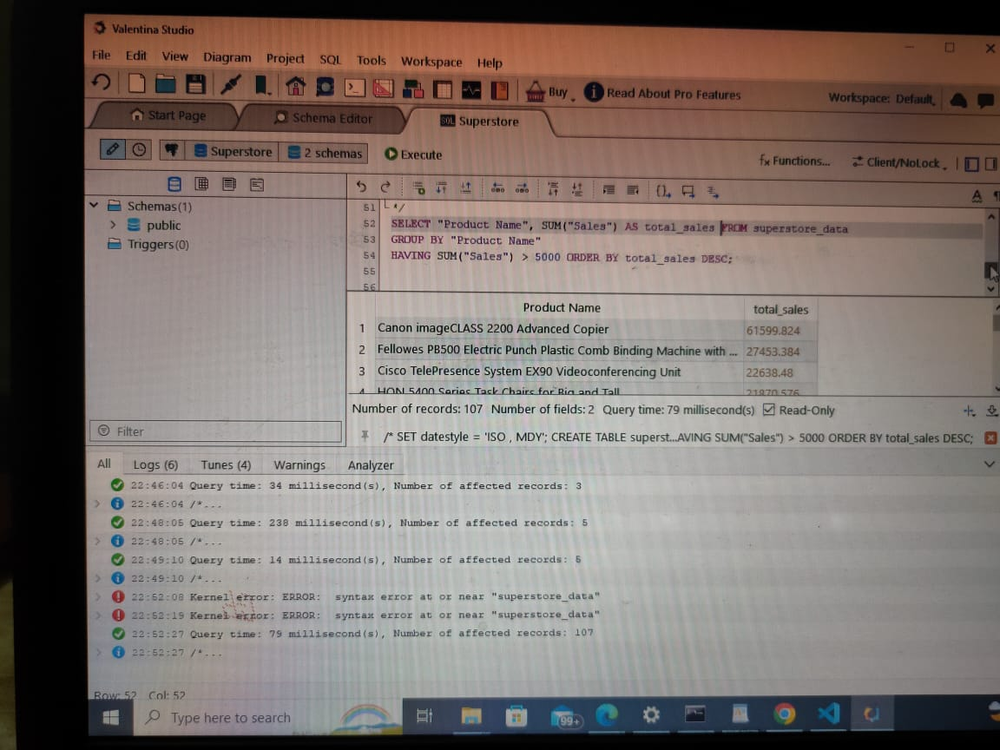 Valentina Studio
File Edit View Diagram Project SQL Tools Workspace Help
Buy Read About Pro Features Workspace: Default
Start Page Schema Editor SQL Superstore
Superstore 2 schemas Execute fx Functions... Client/NoLock
Schemas(1)
public
Triggers(0)
Filter
51 */
52 SELECT "Product Name", SUM("Sales") AS total_sales FROM superstore_data
53 GROUP BY "Product Name"
54 HAVING SUM("Sales") > 5000 ORDER BY total_sales DESC;
55
56
Product Name total_sales
1 Canon imageCLASS 2200 Advanced Copier 61599.824
2 Fellowes PB500 Electric Punch Plastic Comb Binding Machine with ... 27453.384
3 Cisco TelePresence System EX90 Videoconferencing Unit 22638.48
4 HON 5400 Series Task Chairs for Big and Tall 21870.576
Number of records: 107 Number of fields: 2 Query time: 79 millisecond(s) Read-Only
/* SET datestyle = 'ISO , MDY'; CREATE TABLE superst...AVING SUM("Sales") > 5000 ORDER BY total_sales DESC;
All Logs (6) Tunes (4) Warnings Analyzer
22:46:04 Query time: 34 millisecond(s), Number of affected records: 3
22:46:04 /*...
22:48:05 Query time: 238 millisecond(s), Number of affected records: 5
22:48:05 /*...
22:49:10 Query time: 14 millisecond(s), Number of affected records: 5
22:49:10 /*...
22:52:08 Kernel error: ERROR: syntax error at or near "superstore_data"
22:52:19 Kernel error: ERROR: syntax error at or near "superstore_data"
22:52:27 Query time: 79 millisecond(s), Number of affected records: 107
22:52:27 /*...
Row: 52 Col: 52
Type here to search
99+